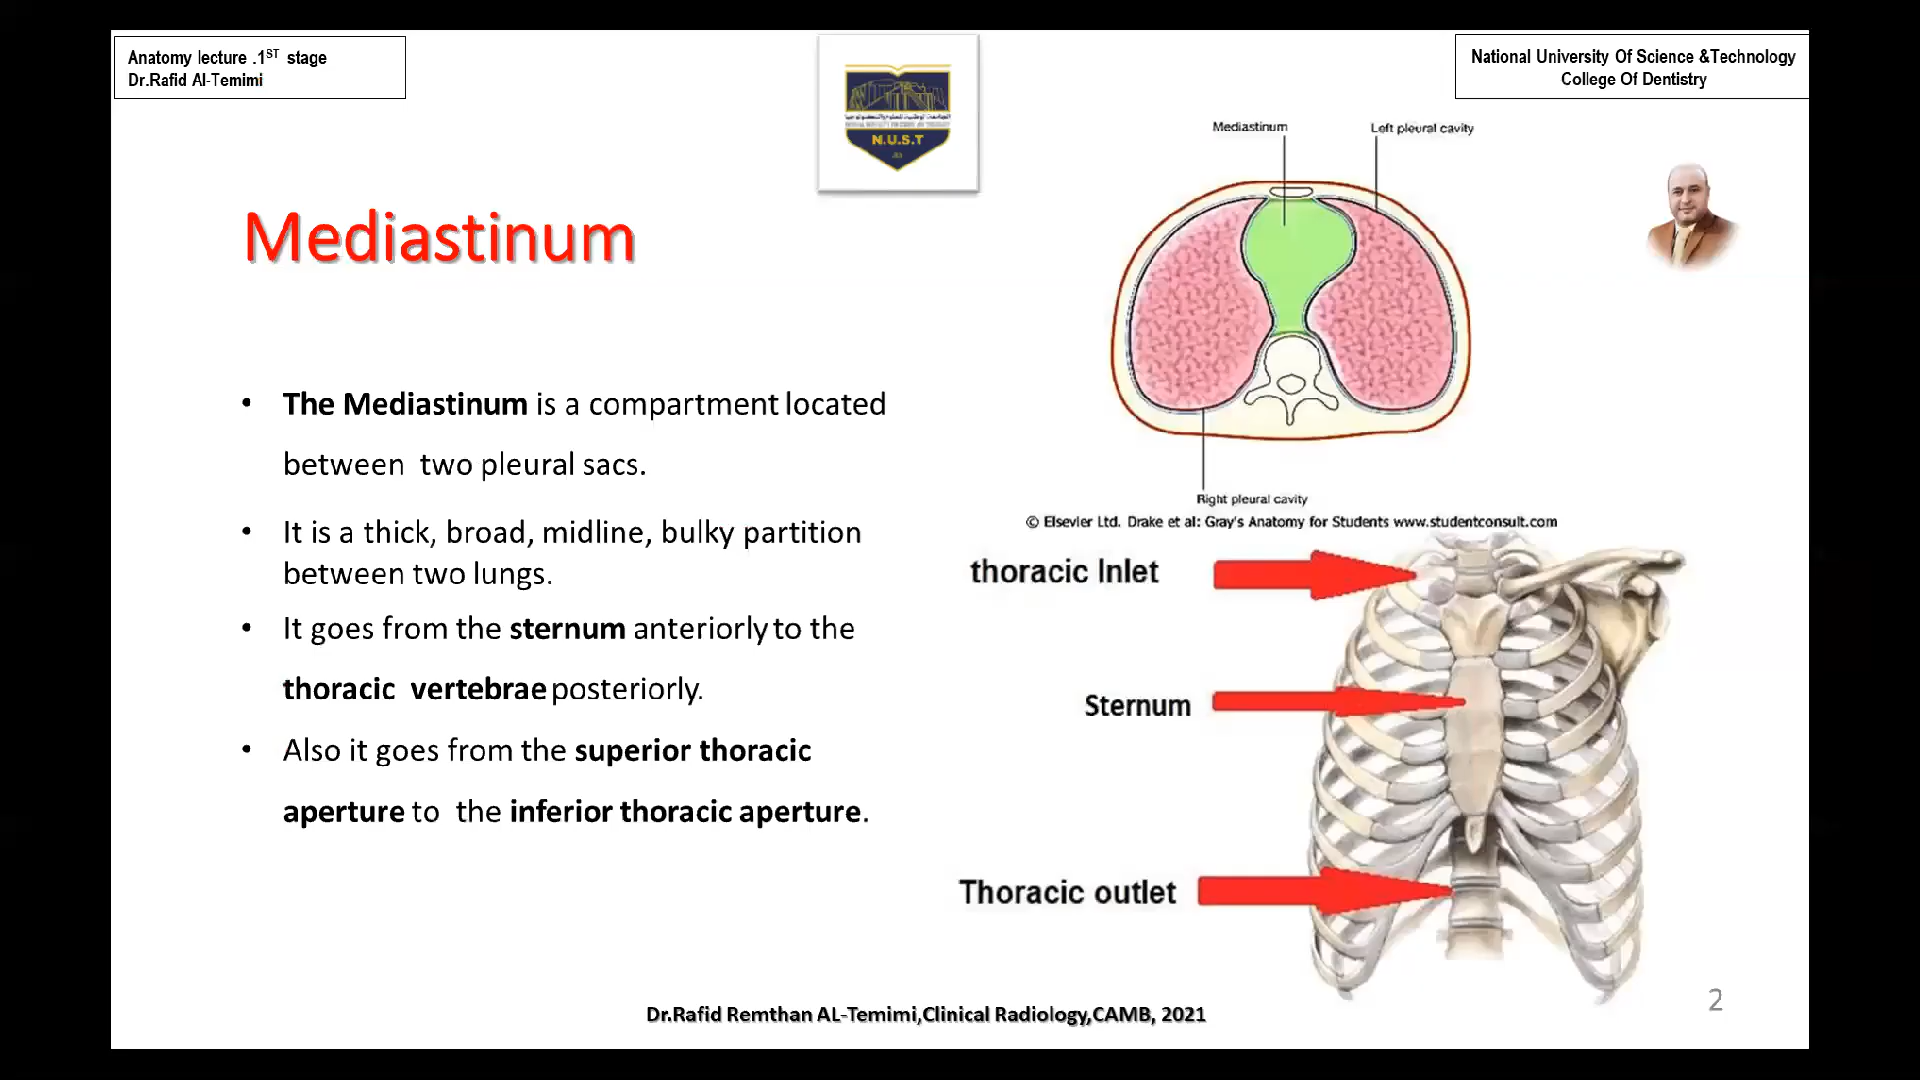 Anatomy lecture .1ST stage
Dr.Rafid Al-Temimi
N.U.S.T
National University Of Science &Technology
College Of Dentistry
Mediastinum
• The Mediastinum is a compartment located
between two pleural sacs.
• It is a thick, broad, midline, bulky partition
between two lungs.
• It goes from the sternum anteriorly to the
thoracic vertebrae posteriorly.
• Also it goes from the superior thoracic
aperture to the inferior thoracic aperture.
Mediastinum
Left pleural cavity
Right pleural cavity
© Elsevier Ltd. Drake et al: Gray's Anatomy for Students www.studentconsult.com
thoracic Inlet
Sternum
Thoracic outlet
Dr.Rafid Remthan AL-Temimi,Clinical Radiology,CAMB, 2021
2